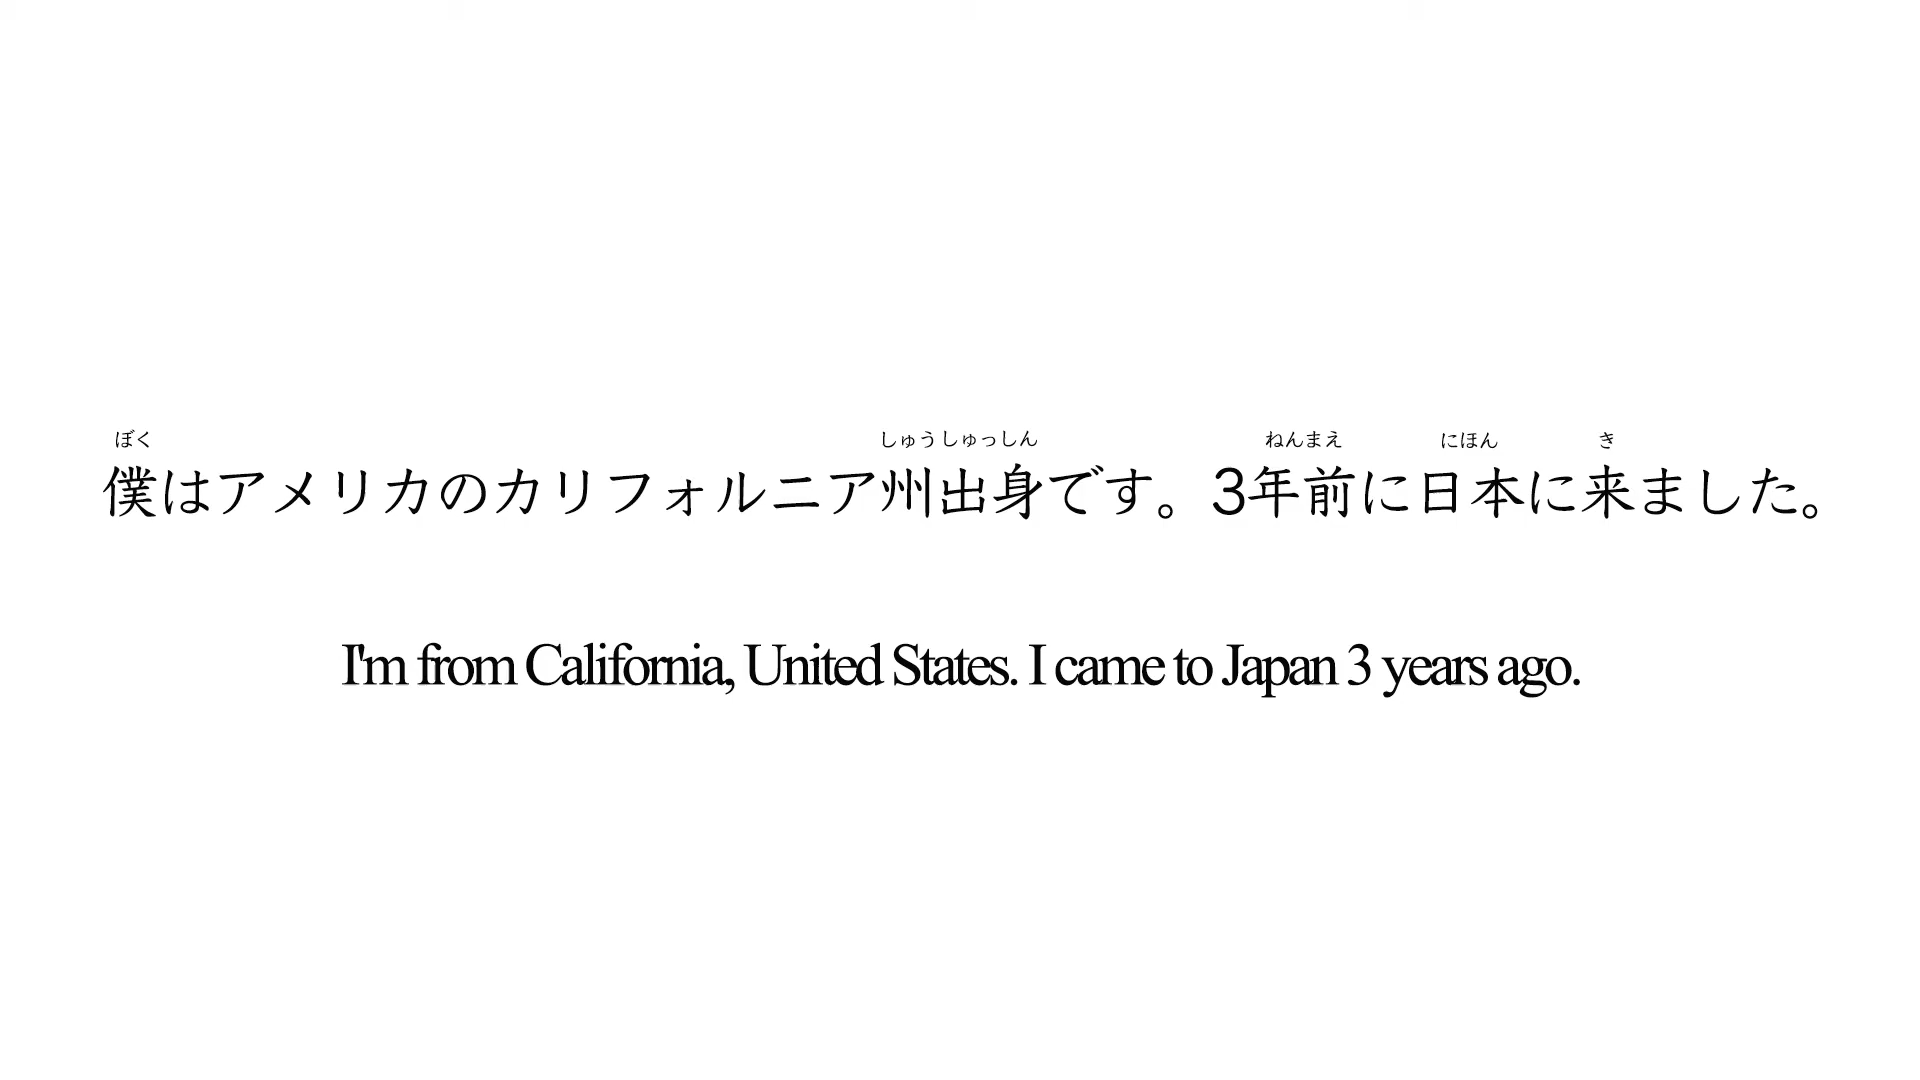 ぼく しゅうしゅっしん ねんまえ にほん き
僕はアメリカのカリフォルニア州出身です。3年前に日本に来ました。
I'm from California, United States. I came to Japan 3 years ago.